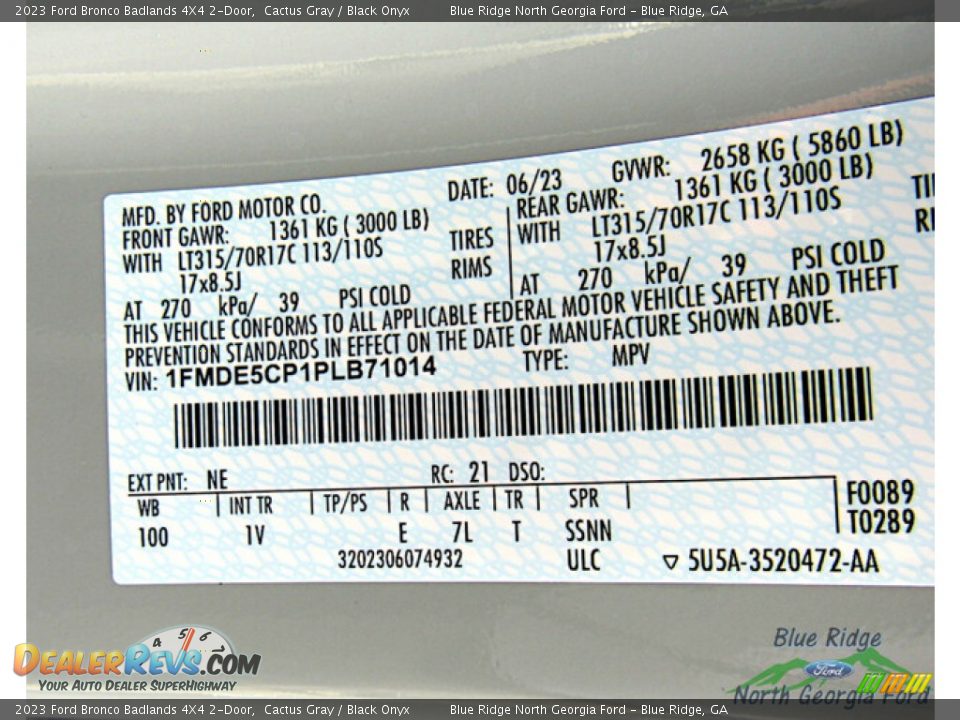 2023 Ford Bronco Badlands 4X4 2-Door, Cactus Gray / Black Onyx Blue Ridge North Georgia Ford - Blue Ridge, GA
MFD. BY FORD MOTOR CO. DATE: 06/23 GVWR: 2658 KG ( 5860 LB)
FRONT GAWR: 1361 KG ( 3000 LB) REAR GAWR: 1361 KG ( 3000 LB)
WITH LT315/70R17C 113/110S TIRES WITH LT315/70R17C 113/110S
17x8.5J RIMS 17x8.5J
AT 270 kPa/ 39 PSI COLD AT 270 kPa/ 39 PSI COLD
THIS VEHICLE CONFORMS TO ALL APPLICABLE FEDERAL MOTOR VEHICLE SAFETY AND THEFT
PREVENTION STANDARDS IN EFFECT ON THE DATE OF MANUFACTURE SHOWN ABOVE.
VIN: 1FMDE5CP1PLB71014 TYPE: MPV
EXT PNT: NE RC: 21 DSO:
WB INT TR TP/PS R AXLE TR SPR F0089
100 1V E 7L T SSNN T0289
3202306074932 ULC 5U5A-3520472-AA
4 5 6 7
DEALERREVS.COM
YOUR AUTO DEALER SUPERHIGHWAY
Blue Ridge
Ford
North Georgia Ford
2023 Ford Bronco Badlands 4X4 2-Door, Cactus Gray / Black Onyx Blue Ridge North Georgia Ford - Blue Ridge, GA